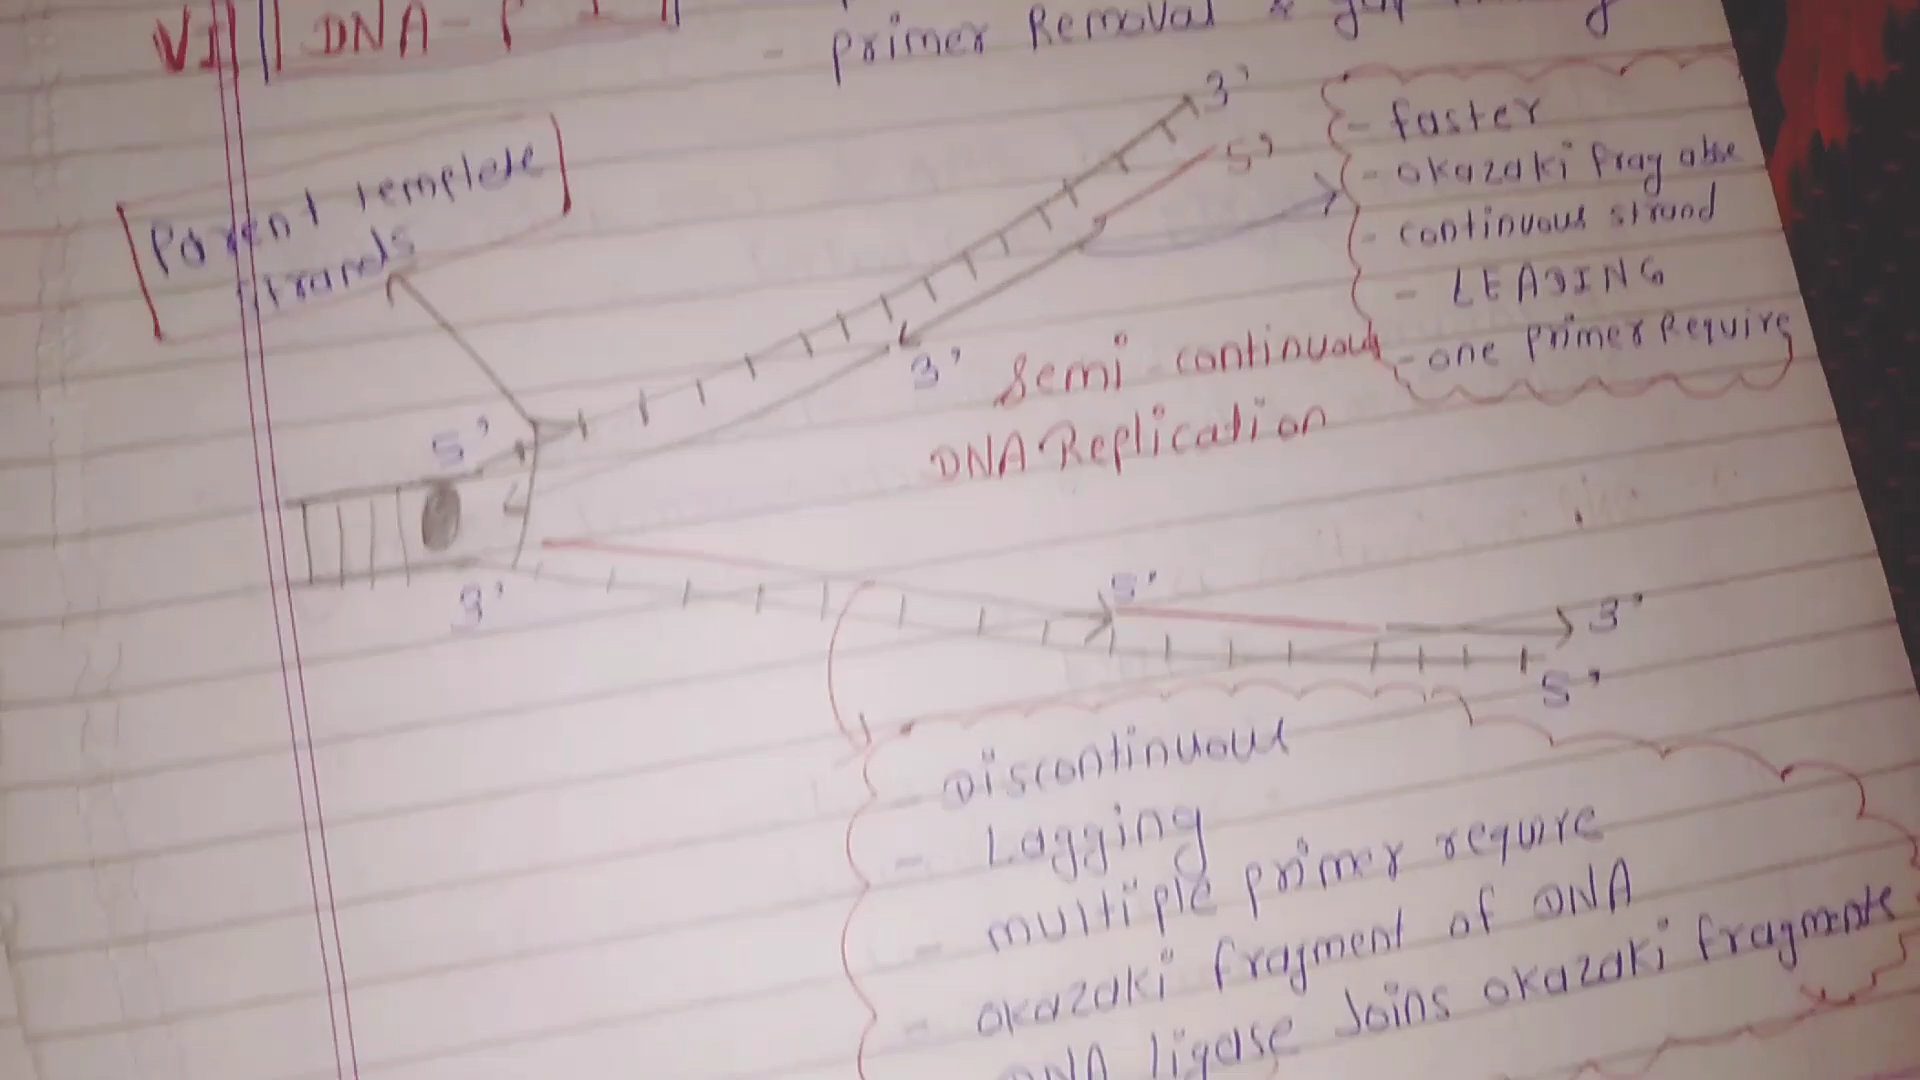 VI DNA-P I
- primer Removal &
3'
5'
- faster
- okazaki frag abse
- continuous strand
- LEADING
- one primer Require
Parent templete
strands
3'
Semi continuous
DNA Replication
5'
3'
5'
3'
5'
- Discontinuous
- Lagging
- multiple primer require
- okazaki fragment of DNA
DNA ligase Joins okazaki fragments